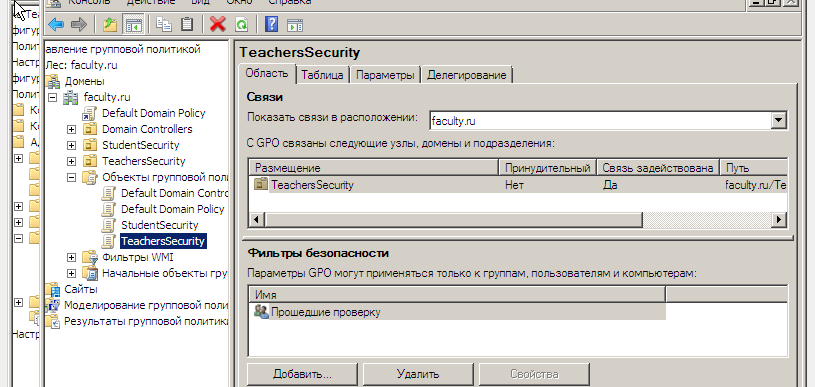 Консоль Действие Вид Окно Справка
авление групповой политикой
Лес: faculty.ru
Домены
faculty.ru
Default Domain Policy
Domain Controllers
StudentSecurity
TeachersSecurity
Объекты групповой пол
Default Domain Contro
Default Domain Policy
StudentSecurity
TeachersSecurity
Фильтры WMI
Начальные объекты гру
Сайты
Моделирование групповой политик
Результаты групповой политики
TeachersSecurity
Область Таблица Параметры Делегирование
Связи
Показать связи в расположении: faculty.ru
С GPO связаны следующие узлы, домены и подразделения:
Размещение Принудительный Связь задействована Путь
TeachersSecurity Нет Да faculty.ru/Te
Фильтры безопасности
Параметры GPO могут применяться только к группам, пользователям и компьютерам:
Имя
Прошедшие проверку
Добавить... Удалить Свойства